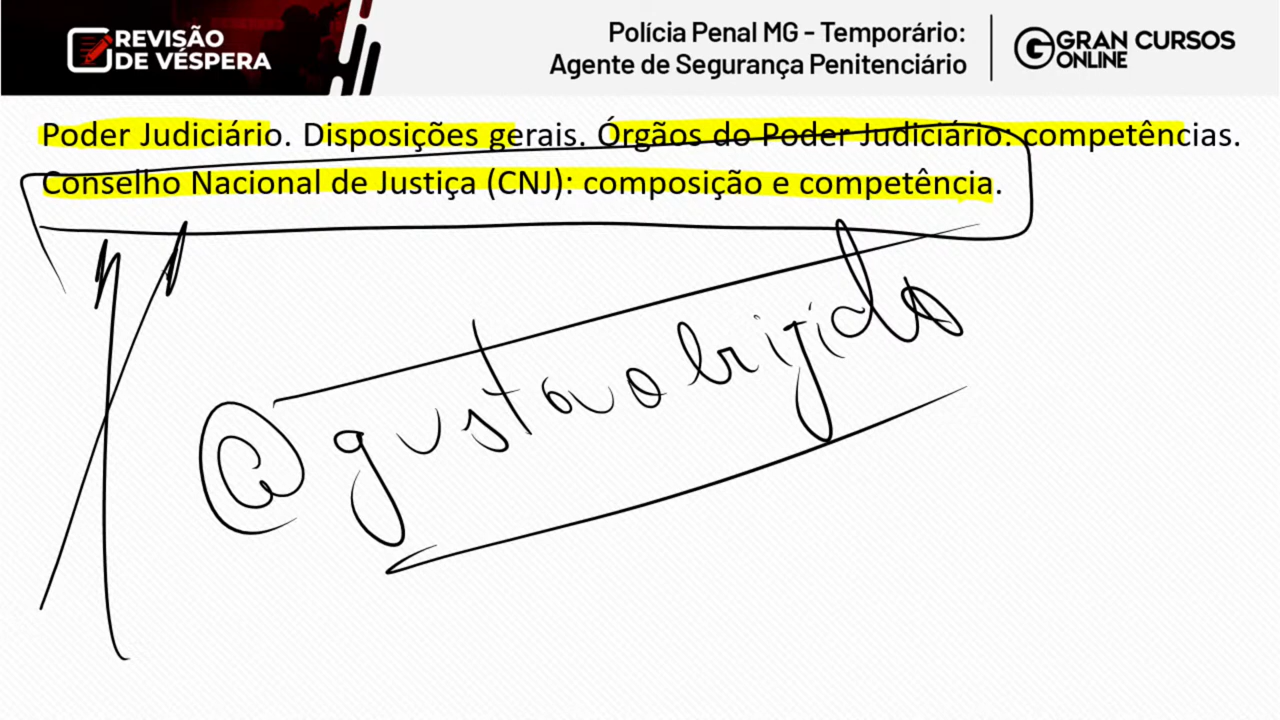 REVISÃO
DE VÉSPERA
Polícia Penal MG - Temporário:
Agente de Segurança Penitenciário
GRAN CURSOS
ONLINE
Poder Judiciário. Disposições gerais. Órgãos do Poder Judiciário: competências.
Conselho Nacional de Justiça (CNJ): composição e competência.
@gustavobrigido